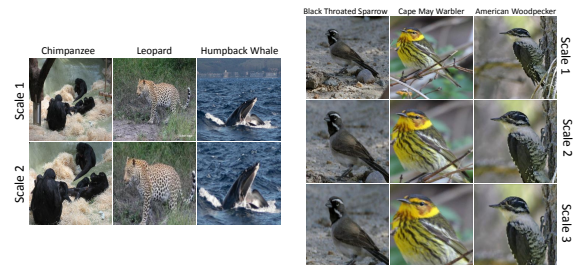 Chimpanzee Leopard Humpback Whale
Scale 1
Scale 2
Black Throated Sparrow Cape May Warbler American Woodpecker
Scale 1
Scale 2
Scale 3